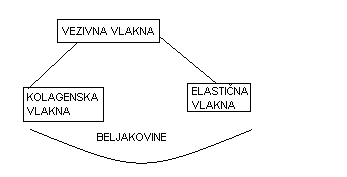 VEZIVNA VLAKNA
KOLAGENSKA
VLAKNA
ELASTIČNA
VLAKNA
BELJAKOVINE